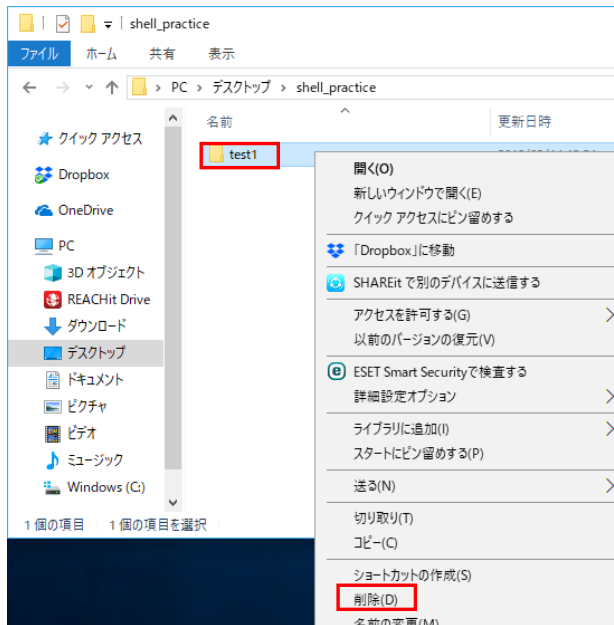 shell_practice
ファイル ホーム 共有 表示
PC デスクトップ shell_practice
名前 更新日時
test1
クイック アクセス
Dropbox
OneDrive
PC
3D オブジェクト
REACHit Drive
ダウンロード
デスクトップ
ドキュメント
ピクチャ
ビデオ
ミュージック
Windows (C:)
1 個の項目 1 個の項目を選択
開く(O)
新しいウィンドウで開く(E)
クイック アクセスにピン留めする
「Dropbox」に移動
SHAREit で別のデバイスに送信する
アクセスを許可する(G)
以前のバージョンの復元(V)
ESET Smart Securityで検査する
詳細設定オプション
ライブラリに追加(I)
スタートにピン留めする(P)
送る(N)
切り取り(T)
コピー(C)
ショートカットの作成(S)
削除(D)
名前の変更(M)